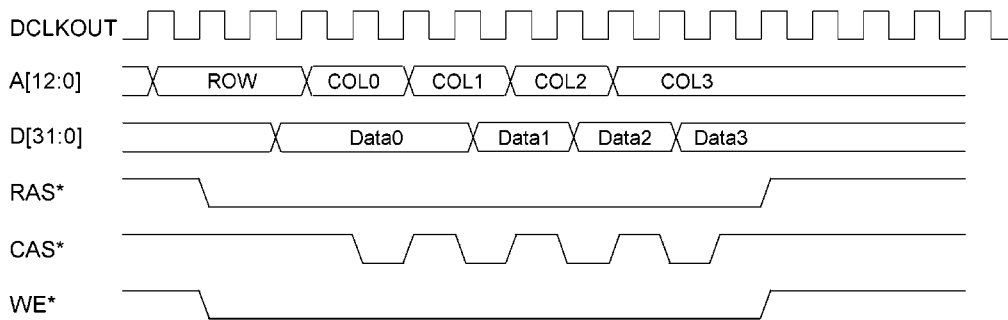 DCLKOUT
A[12:0] ROW COL0 COL1 COL2 COL3
D[31:0] Data0 Data1 Data2 Data3
RAS*
CAS*
WE*